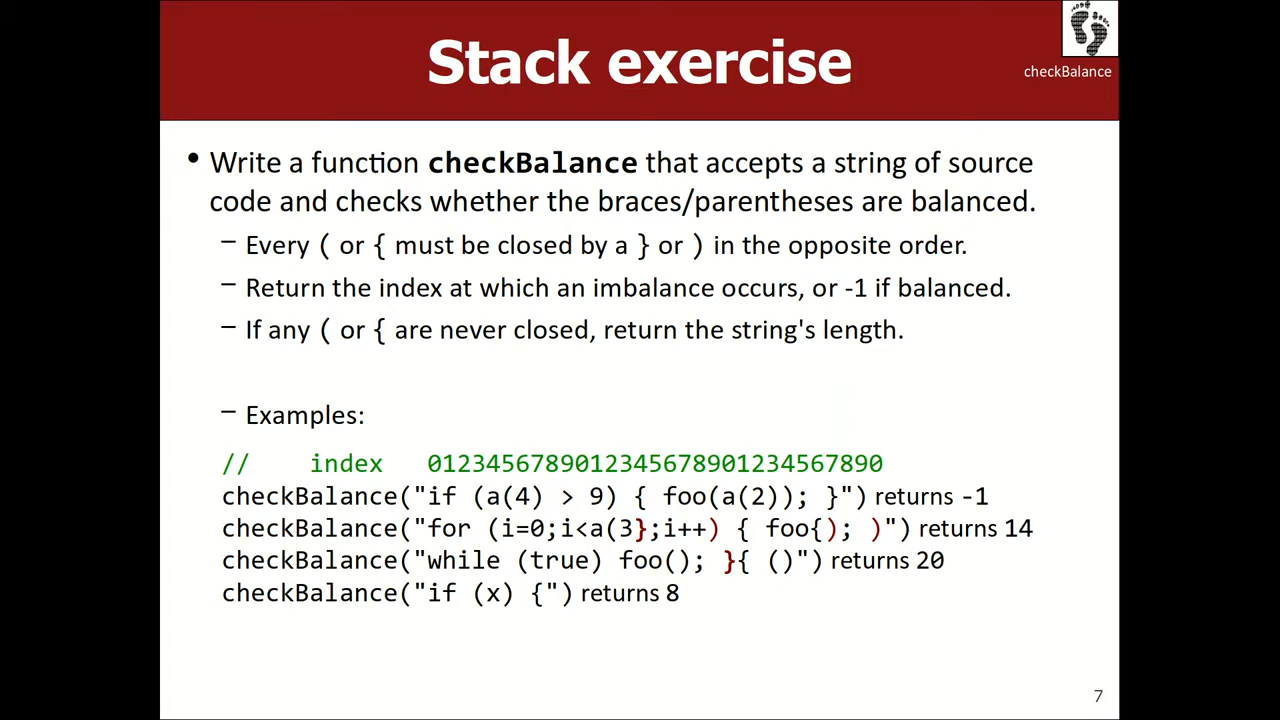 Stack exercise
checkBalance
• Write a function checkBalance that accepts a string of source
code and checks whether the braces/parentheses are balanced.
– Every ( or { must be closed by a } or ) in the opposite order.
– Return the index at which an imbalance occurs, or -1 if balanced.
– If any ( or { are never closed, return the string's length.
– Examples:
// index 0123456789012345678901234567890
checkBalance("if (a(4) > 9) { foo(a(2)); }") returns -1
checkBalance("for (i=0;i<a(3};i++) { foo{); )") returns 14
checkBalance("while (true) foo(); }{ ()") returns 20
checkBalance("if (x) {") returns 8
7